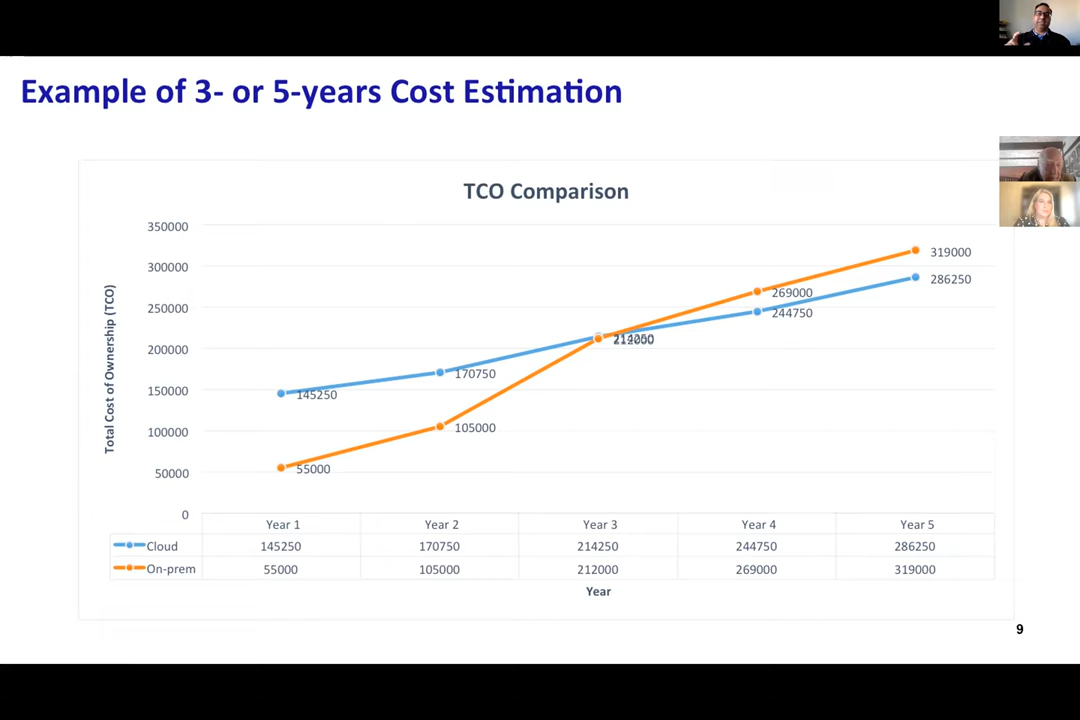 Example of 3- or 5-years Cost Estimation
TCO Comparison
Total Cost of Ownership (TCO)
350000
300000
250000
200000
150000
100000
50000
0
145250
170750
214250
244750
286250
55000
105000
212000
269000
319000
Year 1 Year 2 Year 3 Year 4 Year 5
Cloud 145250 170750 214250 244750 286250
On-prem 55000 105000 212000 269000 319000
Year
9